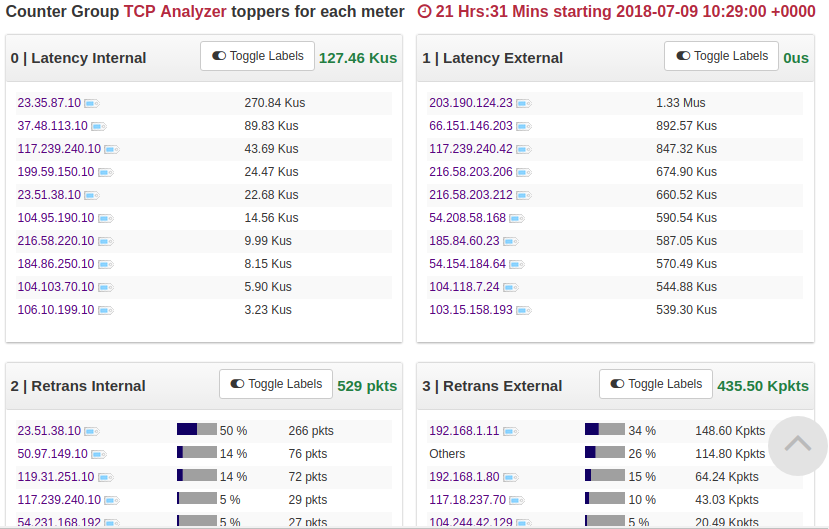 Counter Group TCP Analyzer toppers for each meter 21 Hrs:31 Mins starting 2018-07-09 10:29:00 +0000
0 | Latency Internal Toggle Labels 127.46 Kus
23.35.87.10 270.84 Kus
37.48.113.10 89.83 Kus
117.239.240.10 43.69 Kus
199.59.150.10 24.47 Kus
23.51.38.10 22.68 Kus
104.95.190.10 14.56 Kus
216.58.220.10 9.99 Kus
184.86.250.10 8.15 Kus
104.103.70.10 5.90 Kus
106.10.199.10 3.23 Kus
1 | Latency External Toggle Labels 0us
203.190.124.23 1.33 Mus
66.151.146.203 892.57 Kus
117.239.240.42 847.32 Kus
216.58.203.206 674.90 Kus
216.58.203.212 660.52 Kus
54.208.58.168 590.54 Kus
185.84.60.23 587.05 Kus
54.154.184.64 570.49 Kus
104.118.7.24 544.88 Kus
103.15.158.193 539.30 Kus
2 | Retrans Internal Toggle Labels 529 pkts
23.51.38.10 50 % 266 pkts
50.97.149.10 14 % 76 pkts
119.31.251.10 14 % 72 pkts
117.239.240.10 5 % 29 pkts
54.231.168.192 5 % 27 pkts
3 | Retrans External Toggle Labels 435.50 Kpkts
192.168.1.11 34 % 148.60 Kpkts
Others 26 % 114.80 Kpkts
192.168.1.80 15 % 64.24 Kpkts
117.18.237.70 10 % 43.03 Kpkts
104.244.42.129 5 % 20.49 Kpkts